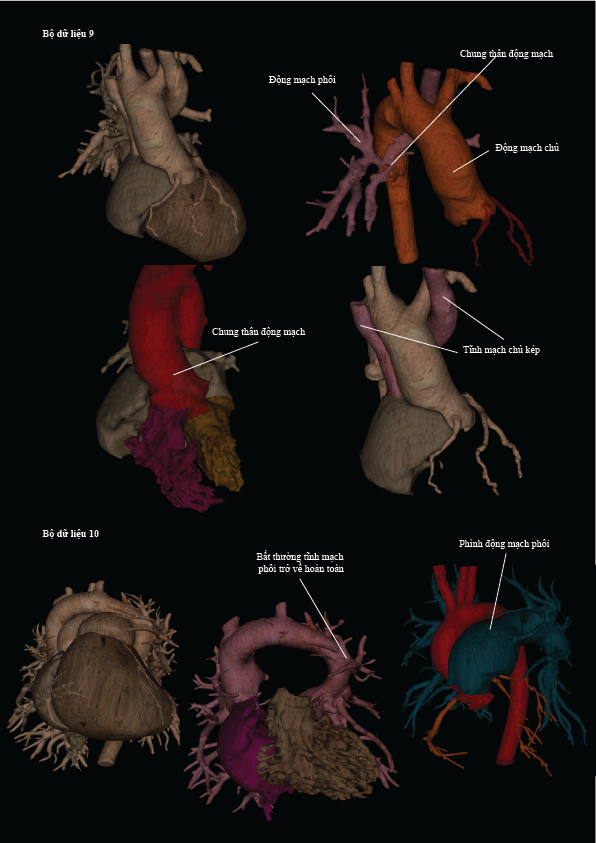 Bộ dữ liệu 9
Chung thân động mạch
Động mạch phổi
Động mạch chủ
Chung thân động mạch
Tĩnh mạch chủ kép
Bộ dữ liệu 10
Phình động mạch phổi
Bất thường tĩnh mạch
phổi trở về hoàn toàn